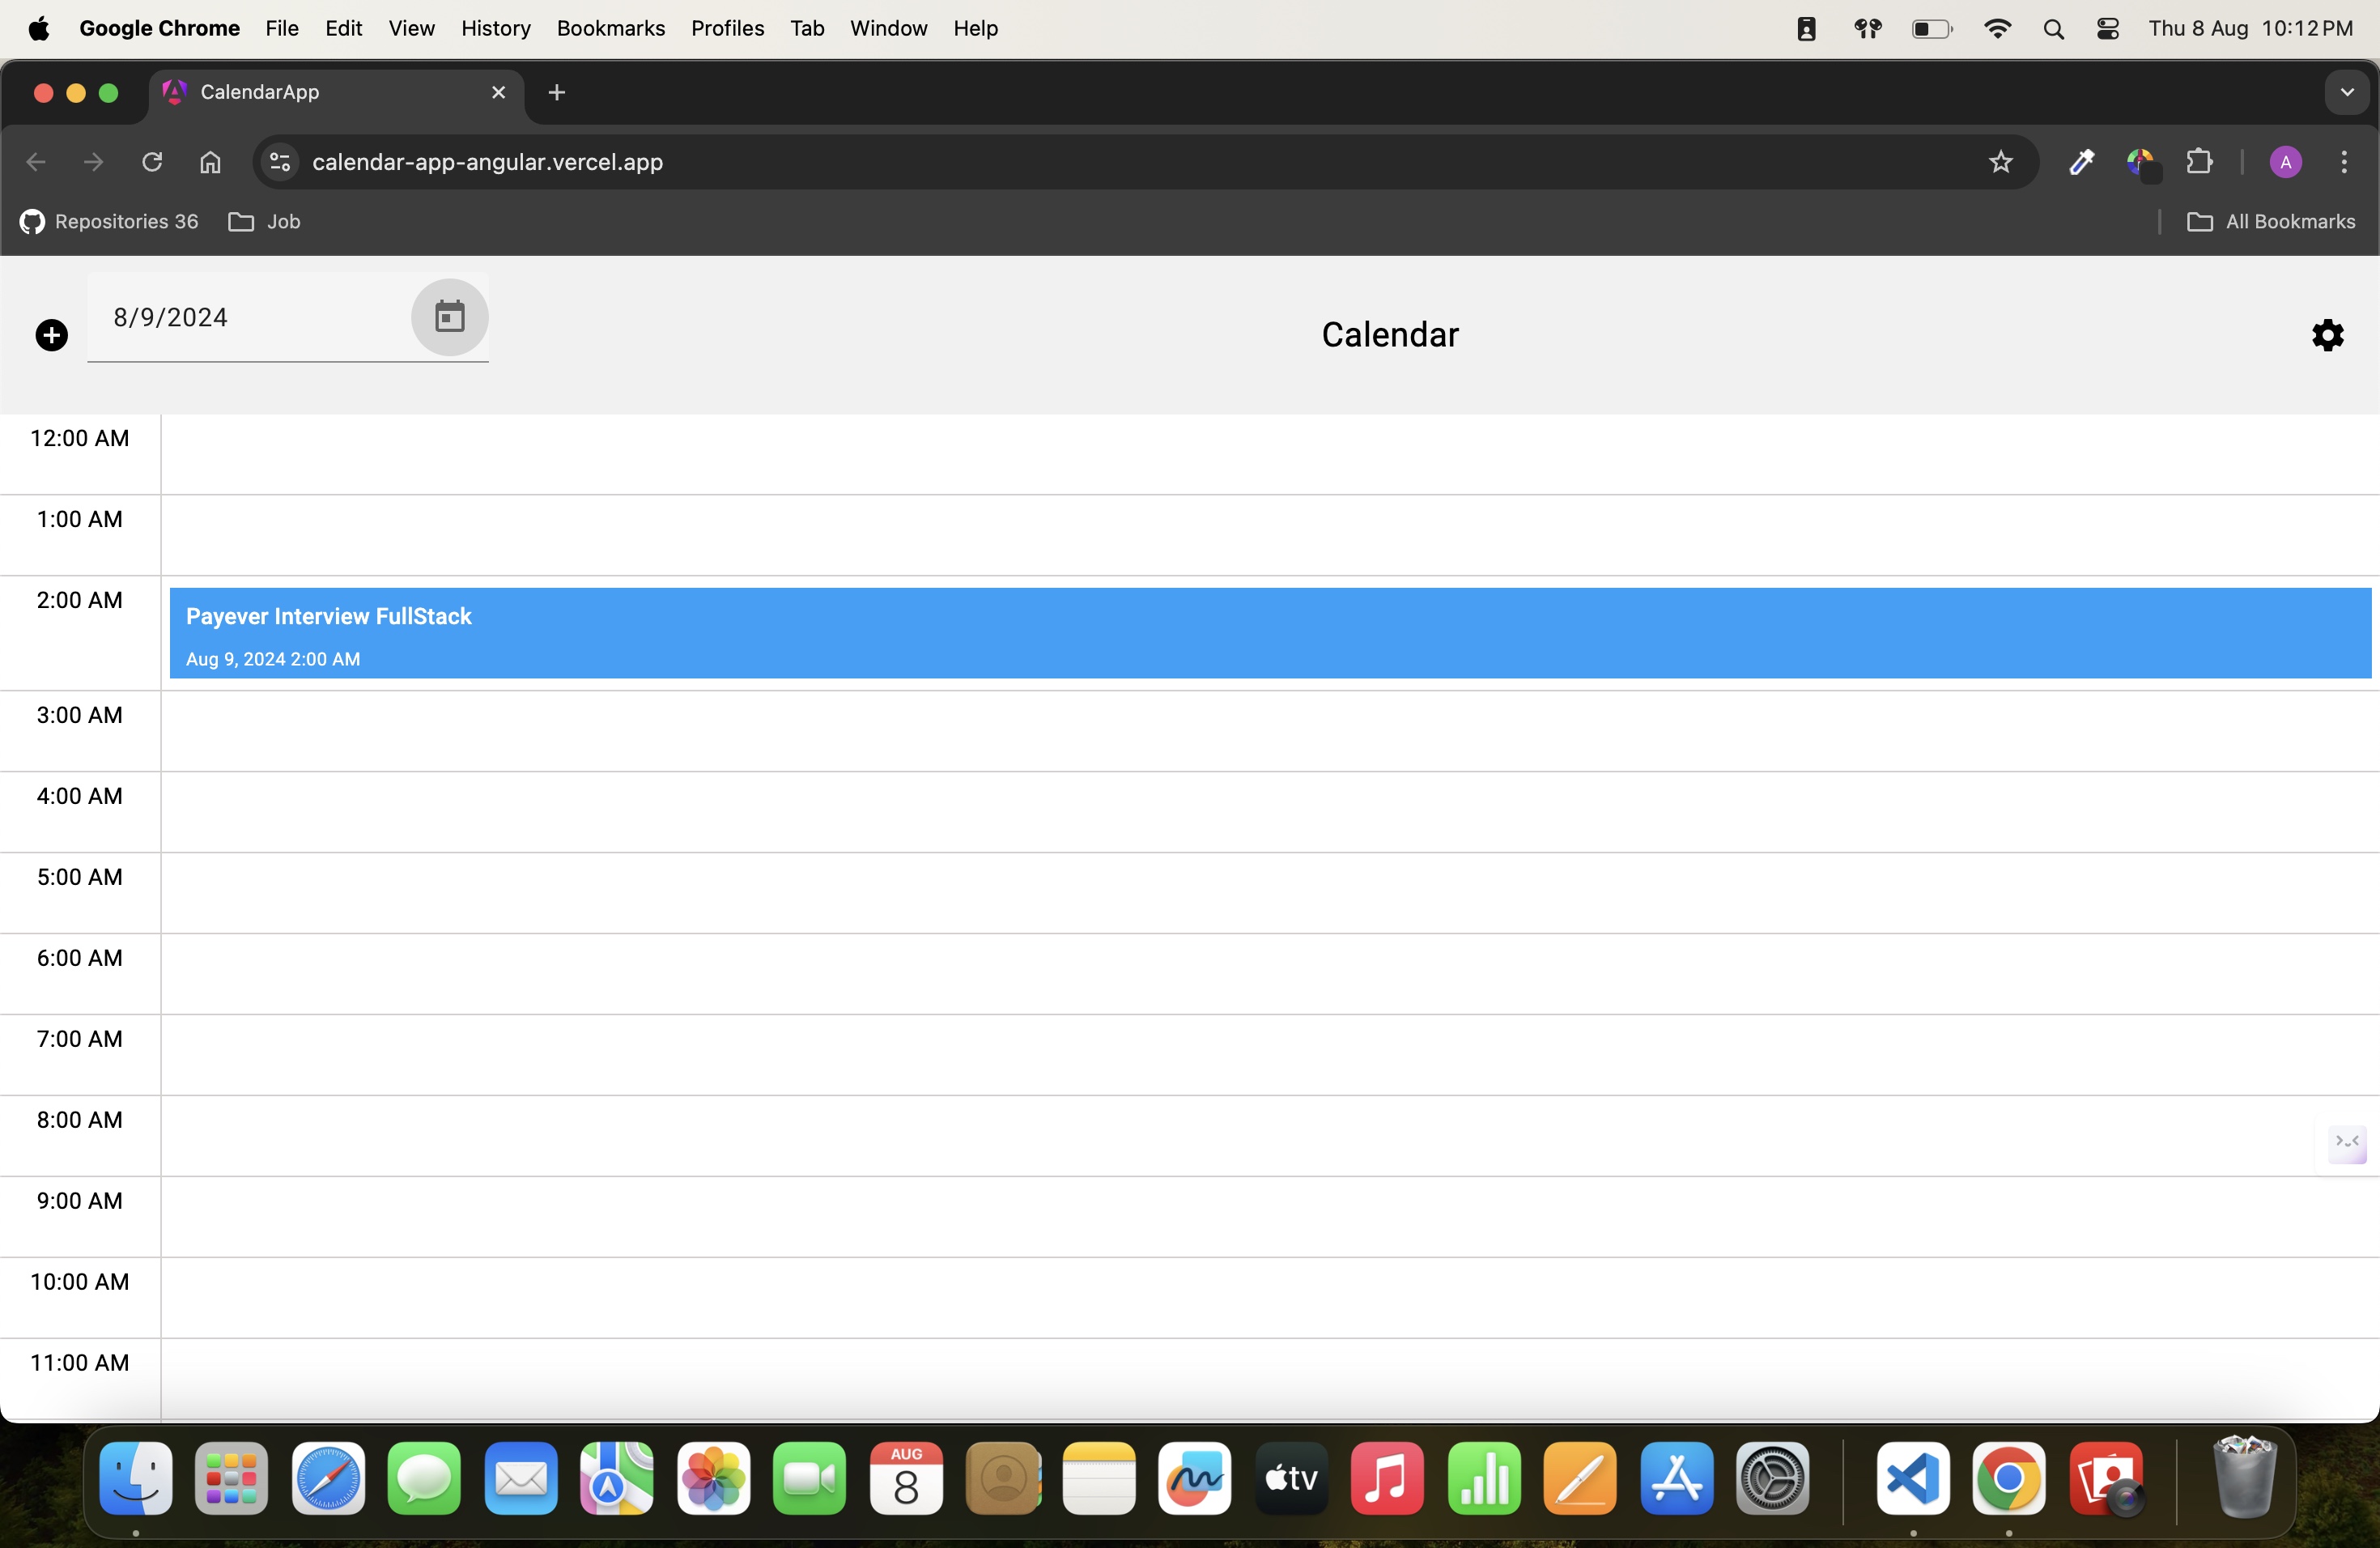 Google Chrome File Edit View History Bookmarks Profiles Tab Window Help Thu 8 Aug 10:12 PM
CalendarApp
calendar-app-angular.vercel.app A
Repositories 36 Job All Bookmarks
8/9/2024
Calendar
12:00 AM
1:00 AM
2:00 AM
Payever Interview FullStack
Aug 9, 2024 2:00 AM
3:00 AM
4:00 AM
5:00 AM
6:00 AM
7:00 AM
8:00 AM
9:00 AM
10:00 AM
11:00 AM
AUG
8
tv